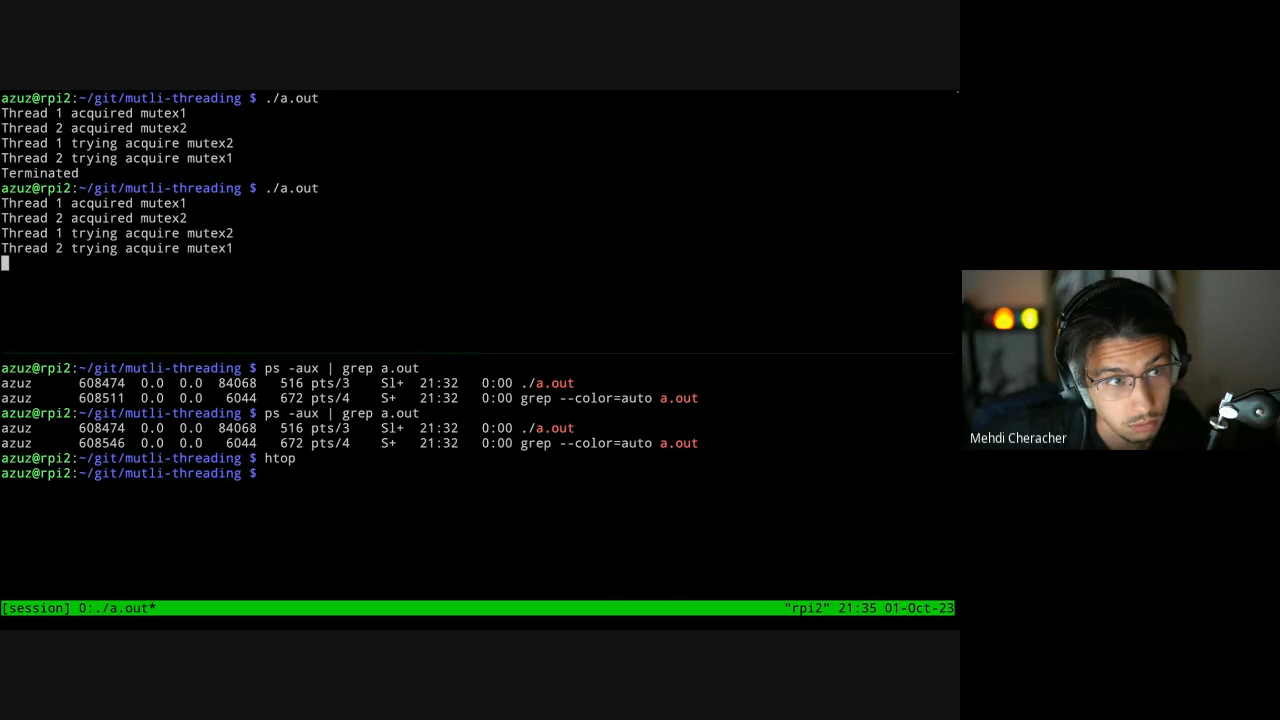 azuz@rpi2:~/git/mutli-threading $ ./a.out
Thread 1 acquired mutex1
Thread 2 acquired mutex2
Thread 1 trying acquire mutex2
Thread 2 trying acquire mutex1
Terminated
azuz@rpi2:~/git/mutli-threading $ ./a.out
Thread 1 acquired mutex1
Thread 2 acquired mutex2
Thread 1 trying acquire mutex2
Thread 2 trying acquire mutex1
azuz@rpi2:~/git/mutli-threading $ ps -aux | grep a.out
azuz 608474 0.0 0.0 84068 516 pts/3 Sl+ 21:32 0:00 ./a.out
azuz 608511 0.0 0.0 6044 672 pts/4 S+ 21:32 0:00 grep --color=auto a.out
azuz@rpi2:~/git/mutli-threading $ ps -aux | grep a.out
azuz 608474 0.0 0.0 84068 516 pts/3 Sl+ 21:32 0:00 ./a.out
azuz 608546 0.0 0.0 6044 672 pts/4 S+ 21:32 0:00 grep --color=auto a.out
azuz@rpi2:~/git/mutli-threading $ htop
azuz@rpi2:~/git/mutli-threading $
[session] 0:./a.out* "rpi2" 21:35 01-Oct-23
Mehdi Cheracher